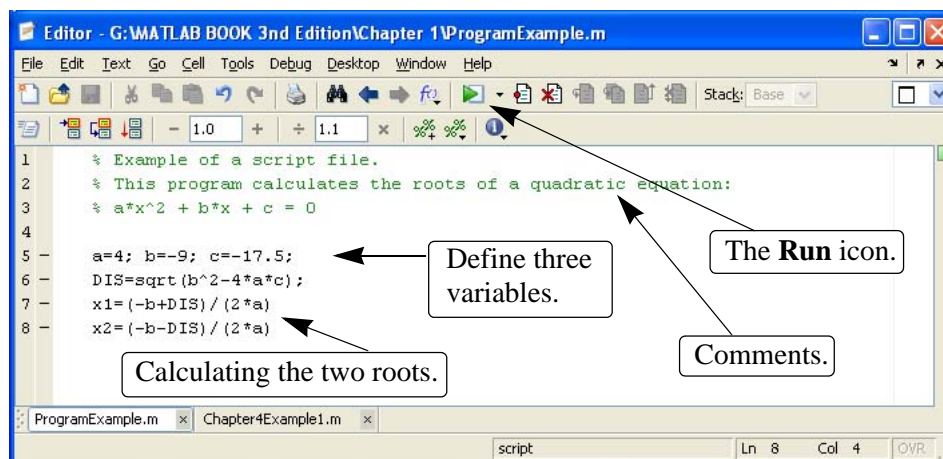 Editor - G:\MATLAB BOOK 3nd Edition\Chapter 1\ProgramExample.m
File Edit Text Go Cell Tools Debug Desktop Window Help
Stack: Base
- 1.0 + ÷ 1.1 ×
1 % Example of a script file.
2 % This program calculates the roots of a quadratic equation:
3 % a*x^2 + b*x + c = 0
4
5 - a=4; b=-9; c=-17.5;
6 - DIS=sqrt(b^2-4*a*c);
7 - x1=(-b+DIS)/(2*a)
8 - x2=(-b-DIS)/(2*a)
The Run icon.
Define three
variables.
Comments.
Calculating the two roots.
ProgramExample.m × Chapter4Example1.m ×
script Ln 8 Col 4 OVR